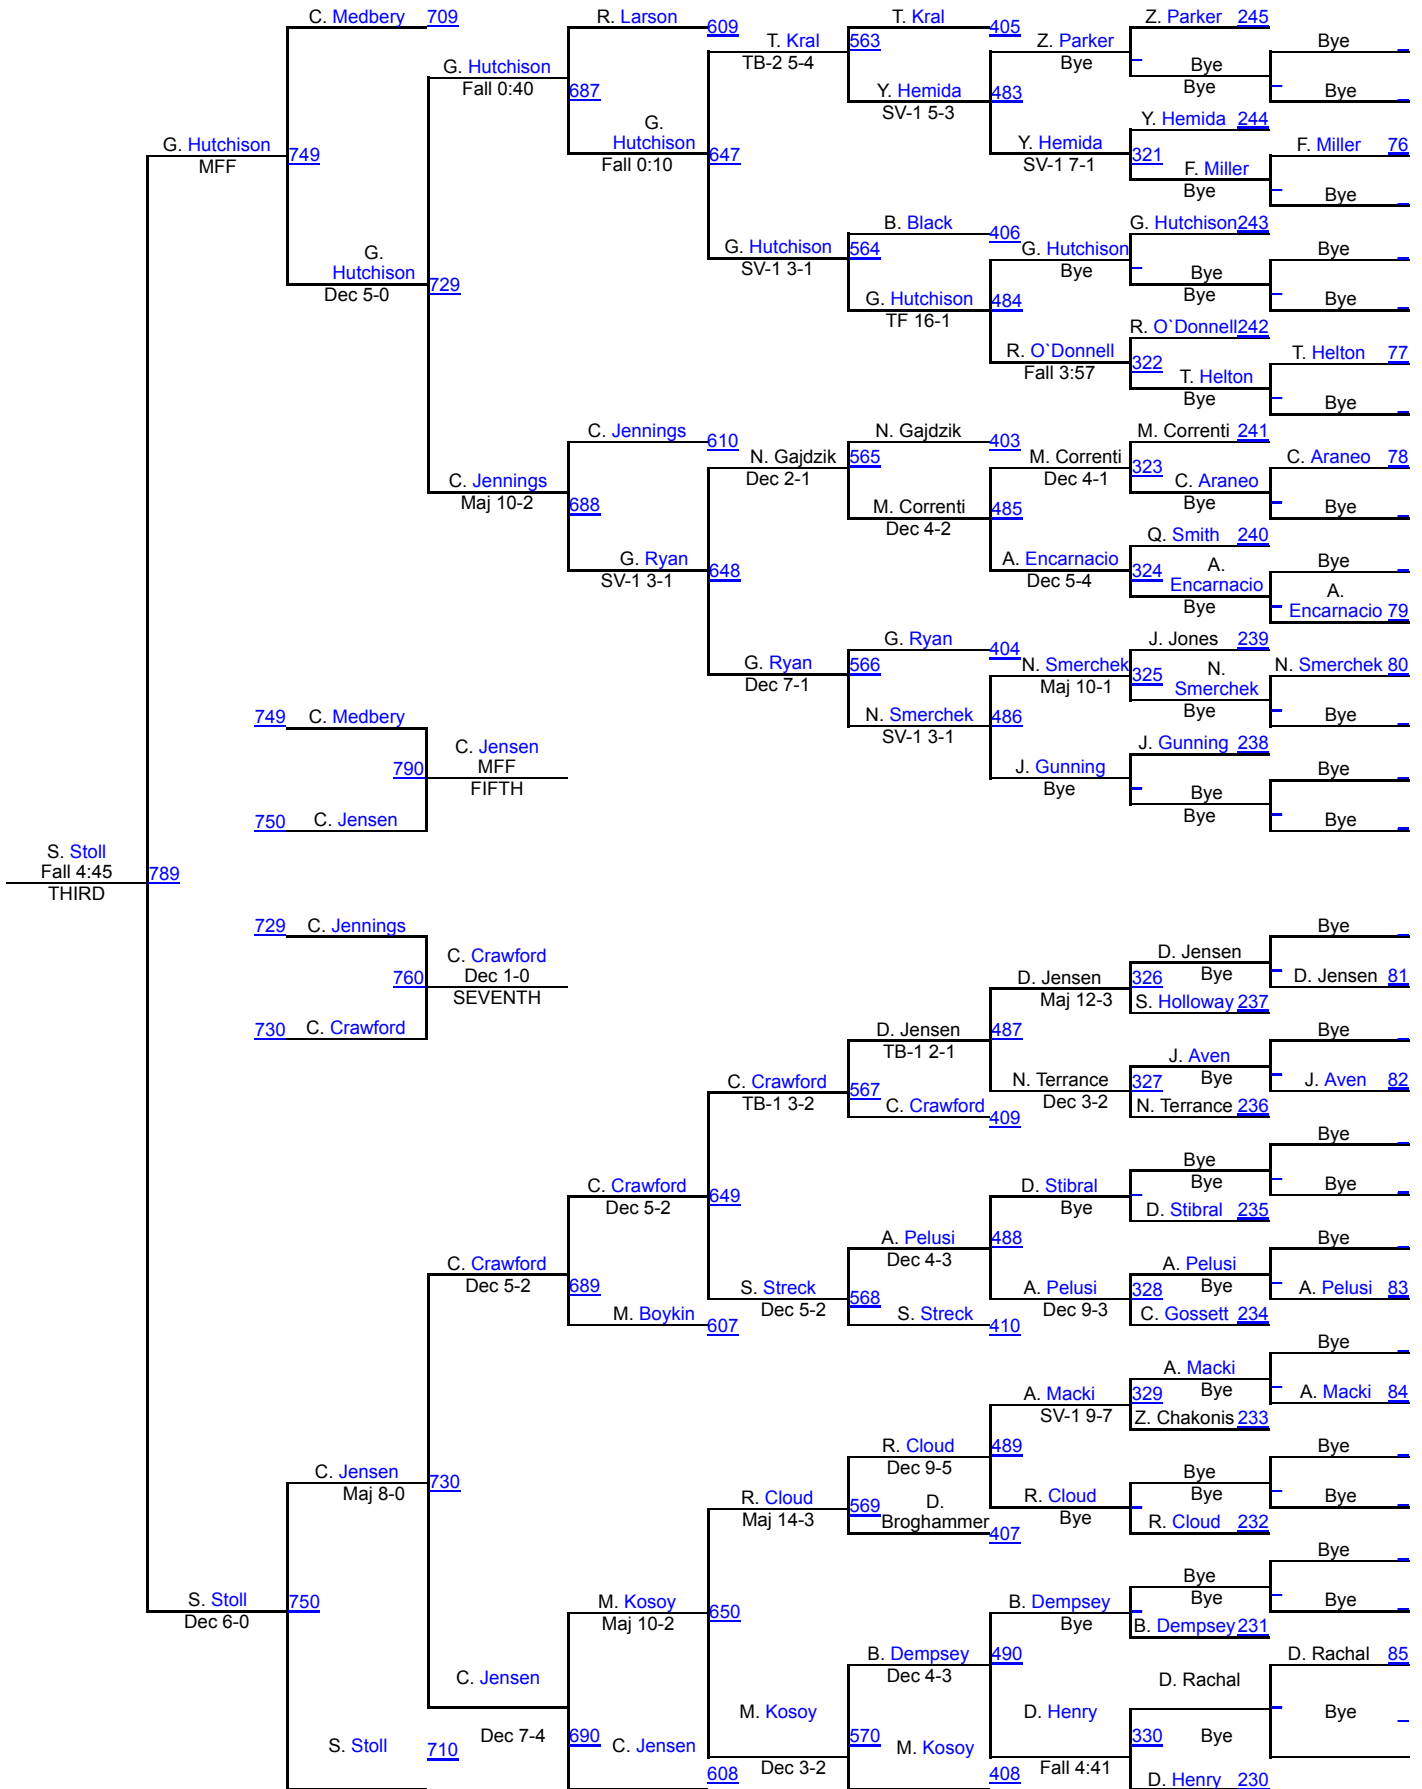 C. Medbery 709
R. Larson
609
T. Kral
405
Z. Parker 245
T. Kral
TB-2 5-4
563
Z. Parker
Bye
Bye
Bye
Bye
Bye
G. Hutchison
Fall 0:40
687
Y. Hemida
SV-1 5-3
483
Y. Hemida 244
G.
Hutchison
Fall 0:10
647
Y. Hemida
SV-1 7-1
321
F. Miller
Bye
F. Miller 76
Bye
G. Hutchison
MFF
749
B. Black
406
G. Hutchison 243
G. Hutchison
SV-1 3-1
564
G. Hutchison
Bye
Bye
Bye
Bye
Bye
G.
Hutchison
Dec 5-0
729
G. Hutchison
TF 16-1
484
R. O`Donnell 242
R. O`Donnell
Fall 3:57
322
T. Helton
Bye
T. Helton 77
Bye
C. Jennings
610
N. Gajdzik
403
M. Correnti 241
N. Gajdzik
Dec 2-1
565
M. Correnti
Dec 4-1
323
C. Araneo
Bye
C. Araneo 78
Bye
C. Jennings
Maj 10-2
688
M. Correnti
Dec 4-2
485
Q. Smith 240
G. Ryan
SV-1 3-1
648
A. Encarnacio
Dec 5-4
324
A.
Encarnacio
Bye
Bye
A.
Encarnacio 79
G. Ryan
404
J. Jones 239
G. Ryan
Dec 7-1
566
N. Smerchek
Maj 10-1
325
N.
Smerchek
Bye
N. Smerchek 80
Bye
749 C. Medbery
N. Smerchek
SV-1 3-1
486
J. Gunning 238
790
C. Jensen
MFF
FIFTH
J. Gunning
Bye
Bye
Bye
Bye
Bye
750 C. Jensen
S. Stoll
Fall 4:45
THIRD
789
729 C. Jennings
Bye
760
C. Crawford
Dec 1-0
SEVENTH
D. Jensen
Maj 12-3
326
D. Jensen
Bye
D. Jensen 81
S. Holloway 237
730 C. Crawford
D. Jensen
TB-1 2-1
487
Bye
C. Crawford
TB-1 3-2
567
N. Terrance
Dec 3-2
327
J. Aven
Bye
J. Aven 82
C. Crawford
409
N. Terrance 236
Bye
C. Crawford
Dec 5-2
649
D. Stibral
Bye
Bye
Bye
Bye
D. Stibral 235
A. Pelusi
Dec 4-3
488
Bye
C. Crawford
Dec 5-2
689
S. Streck
Dec 5-2
568
A. Pelusi
Dec 9-3
328
A. Pelusi
Bye
A. Pelusi 83
M. Boykin
607
S. Streck
410
C. Gossett 234
Bye
A. Macki
SV-1 9-7
329
A. Macki
Bye
A. Macki 84
Z. Chakonis 233
R. Cloud
Dec 9-5
489
Bye
C. Jensen
Maj 8-0
730
R. Cloud
Maj 14-3
569
D.
Broghammer
407
R. Cloud
Bye
Bye
Bye
Bye
R. Cloud 232
Bye
S. Stoll
Dec 6-0
750
M. Kosoy
Maj 10-2
650
B. Dempsey
Bye
Bye
Bye
Bye
B. Dempsey 231
B. Dempsey
Dec 4-3
490
D. Rachal 85
C. Jensen
Dec 7-4
690
M. Kosoy
Dec 3-2
570
D. Henry
Fall 4:41
330
D. Rachal
Bye
Bye
S. Stoll
710
C. Jensen
608
M. Kosoy
408
D. Henry 230